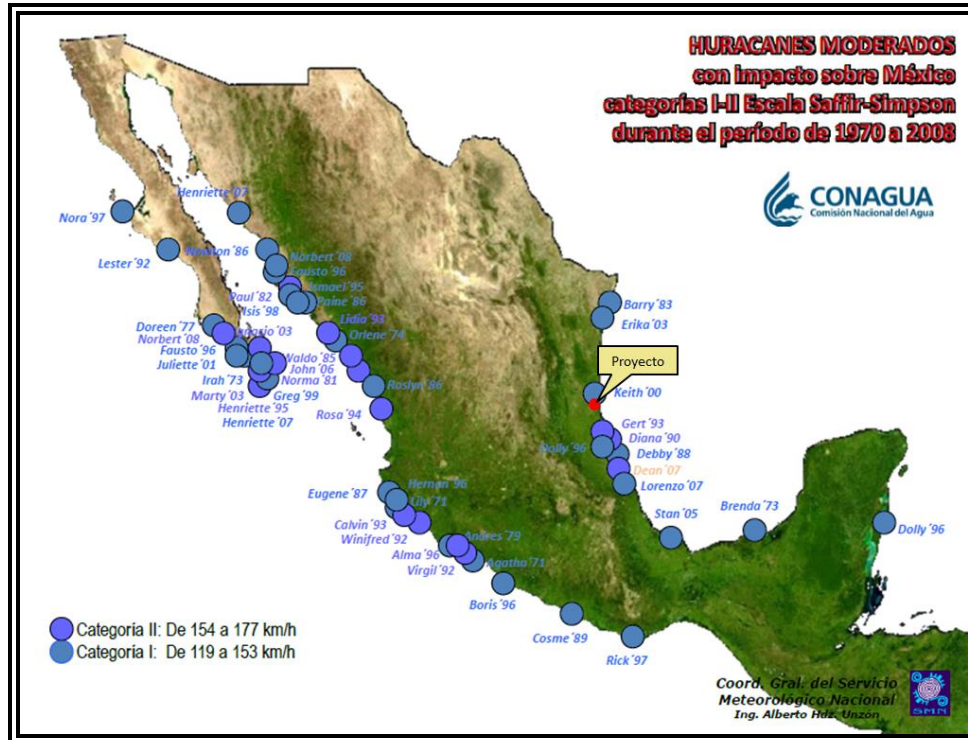 HURACANES MODERADOS
con impacto sobre México
categorías I-II Escala Saffir-Simpson
durante el período de 1970 a 2008
CONAGUA
Comisión Nacional del Agua
Henriette´07
Nora´97
Newton´86
Lester´92
Norbert´08
Fausto´96
Ismael´95
Paul´82
Paine´86
Isis´98
Barry´83
Erika´03
Doreen´77
Lidia´93
Norbert´08
Ignacio´03
Orlene´74
Fausto´96
Juliette´01
Waldo´85
John´06
Irah´73
Norma´81
Marty´03
Greg´99
Roslyn´86
Henriette´95
Rosa´94
Henriette´07
Proyecto
Keith´00
Gert´93
Diana´90
Dolly´96
Debby´88
Dean´07
Lorenzo´07
Hernan´96
Eugene´87
Lily´71
Stan´05
Brenda´73
Dolly´96
Calvin´93
Winifred´92
Andres´79
Alma´96
Virgil´92
Agatha´71
Boris´96
Cosme´89
Rick´97
Categoría II: De 154 a 177 km/h
Categoría I: De 119 a 153 km/h
Coord. Gral. del Servicio
Meteorológico Nacional
Ing. Alberto Hdz. Unzón
SMN